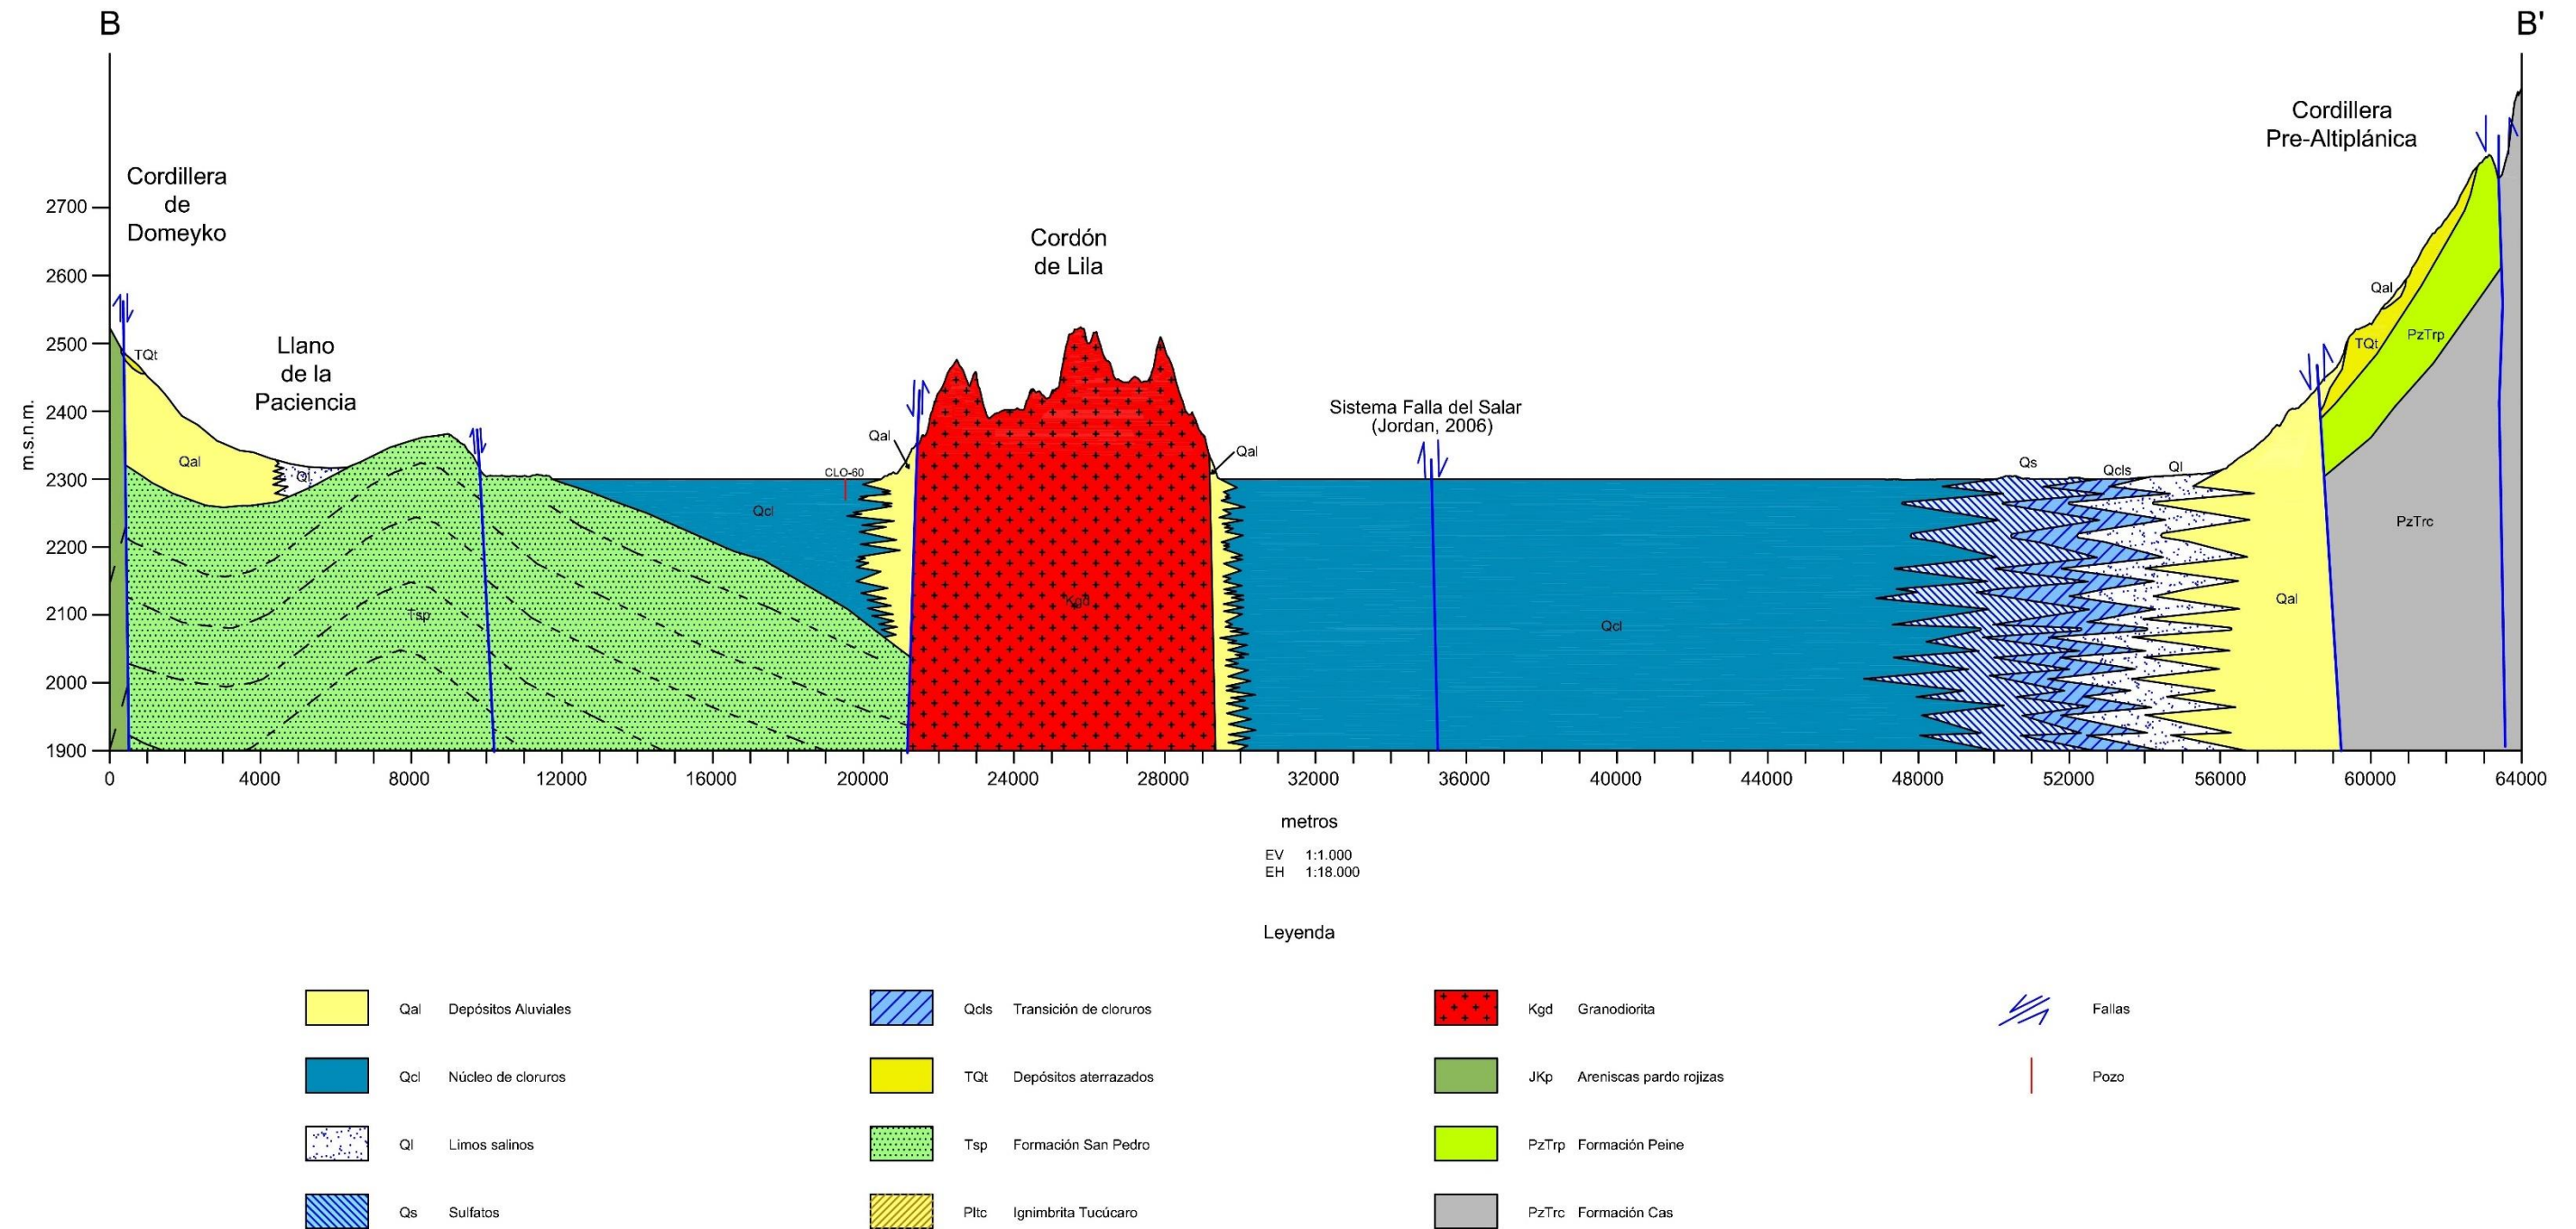 B
B'
Cordillera
Pre-Altiplánica
Cordillera
de
Domeyko
Cordón
de Lila
Llano
de la
Paciencia
Sistema Falla del Salar
(Jordan, 2006)
m.s.n.m.
2700
2600
2500
2400
2300
2200
2100
2000
1900
TQt
Qal
Ql
Tsp
Qcl
CLO-60
Qal
Kgd
Qal
Qcl
Qs
Qcls
Ql
Qal
Qal
TQt
PzTrp
PzTrc
0 4000 8000 12000 16000 20000 24000 28000 32000 36000 40000 44000 48000 52000 56000 60000 64000
metros
EV 1:1.000
EH 1:18.000
Leyenda
Qal Depósitos Aluviales
Qcl Núcleo de cloruros
Ql Limos salinos
Qs Sulfatos
Qcls Transición de cloruros
TQt Depósitos aterrazados
Tsp Formación San Pedro
Pltc Ignimbrita Tucúcaro
Kgd Granodiorita
JKp Areniscas pardo rojizas
PzTrp Formación Peine
PzTrc Formación Cas
Fallas
Pozo